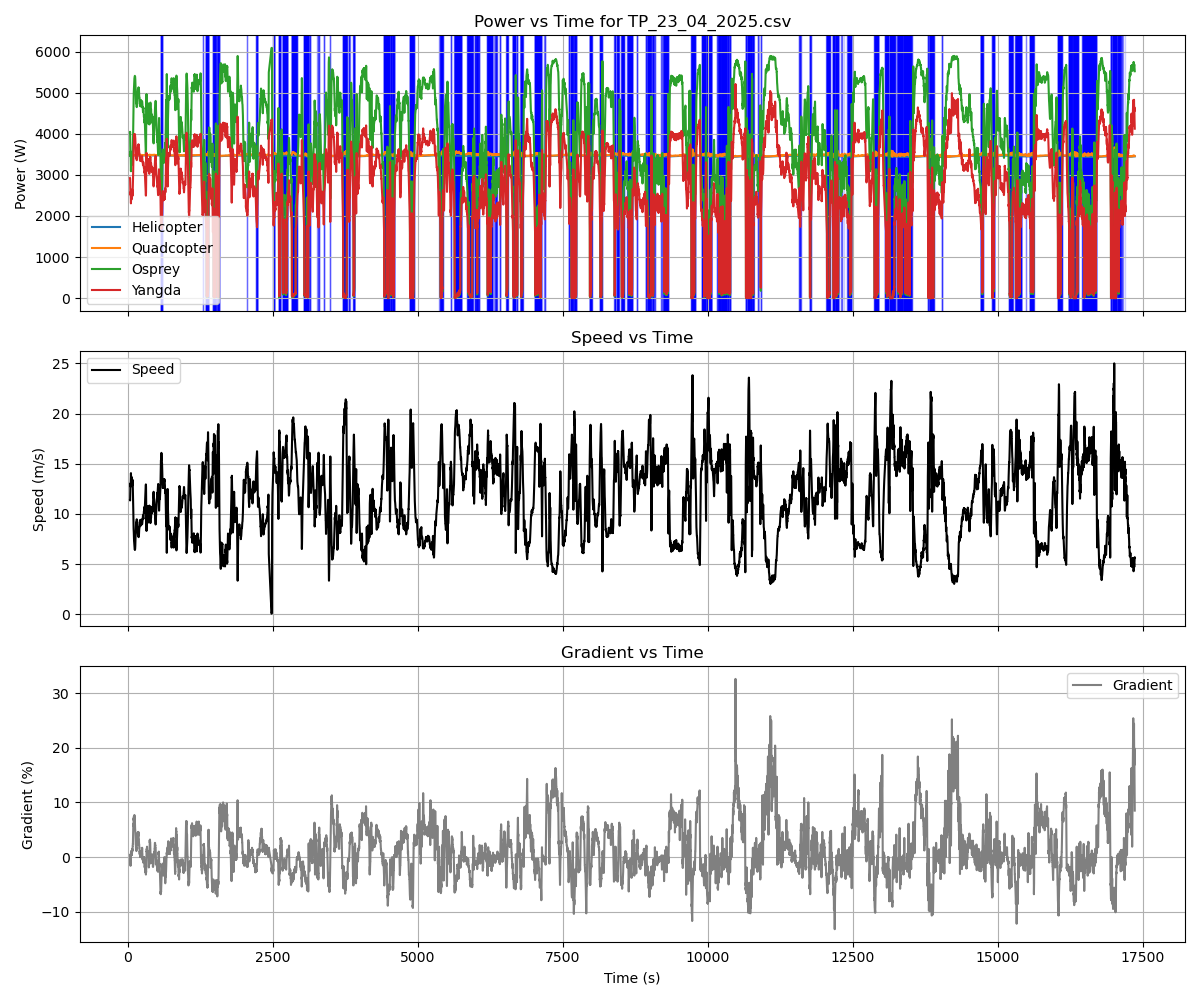 Power vs Time for TP_23_04_2025.csv
Power (W)
6000
5000
4000
3000
2000
1000
0
Helicopter
Quadcopter
Osprey
Yangda
Speed vs Time
Speed (m/s)
25
20
15
10
5
0
Speed
Gradient vs Time
Gradient (%)
30
20
10
0
−10
Gradient
0 2500 5000 7500 10000 12500 15000 17500
Time (s)